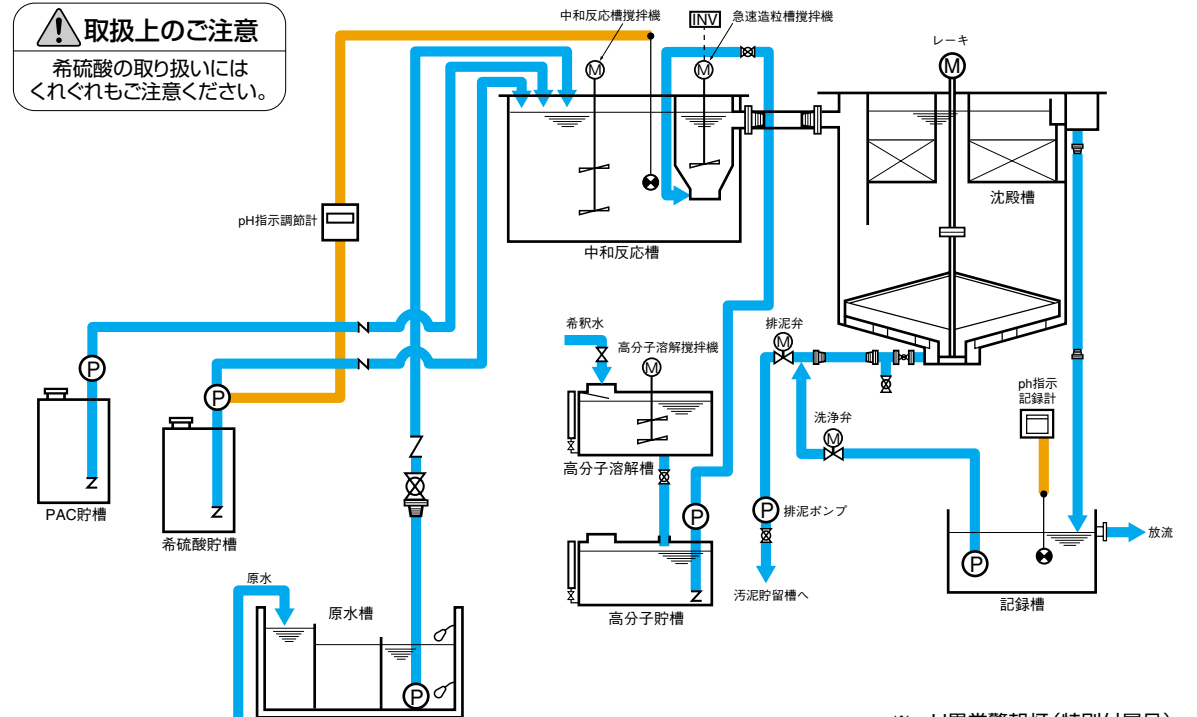 取扱上のご注意
希硫酸の取り扱いには
くれぐれもご注意ください。
中和反応槽撹拌機
INV
急速造粒槽撹拌機
レーキ
M
M
M
pH指示調節計
中和反応槽
沈殿槽
希釈水
高分子溶解撹拌機
M
排泥弁
M
ph指示
記録計
洗浄弁
M
P
P
PAC貯槽
希硫酸貯槽
高分子溶解槽
P
P
排泥ポンプ
P
放流
原水
原水槽
P
高分子貯槽
汚泥貯留槽へ
記録槽